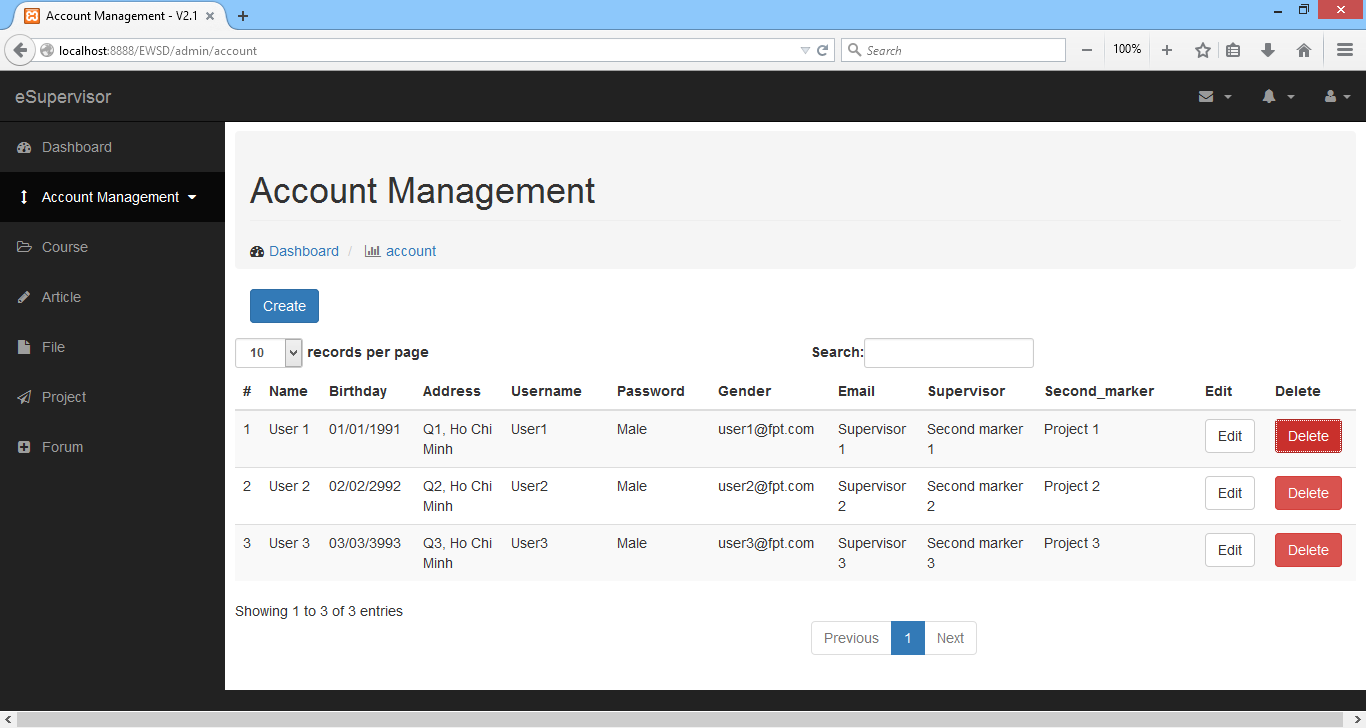 Account Management - V2.1
localhost:8888/EWSD/admin/account
Search
100%
eSupervisor
Dashboard
Account Management
Course
Article
File
Project
Forum
Account Management
Dashboard / account
Create
10 records per page
Search:
# Name Birthday Address Username Password Gender Email Supervisor Second_marker Edit Delete
1 User 1 01/01/1991 Q1, Ho Chi Minh User1 Male user1@fpt.com Supervisor 1 Second marker 1 Project 1 Edit Delete
2 User 2 02/02/2992 Q2, Ho Chi Minh User2 Male user2@fpt.com Supervisor 2 Second marker 2 Project 2 Edit Delete
3 User 3 03/03/3993 Q3, Ho Chi Minh User3 Male user3@fpt.com Supervisor 3 Second marker 3 Project 3 Edit Delete
Showing 1 to 3 of 3 entries
Previous 1 Next